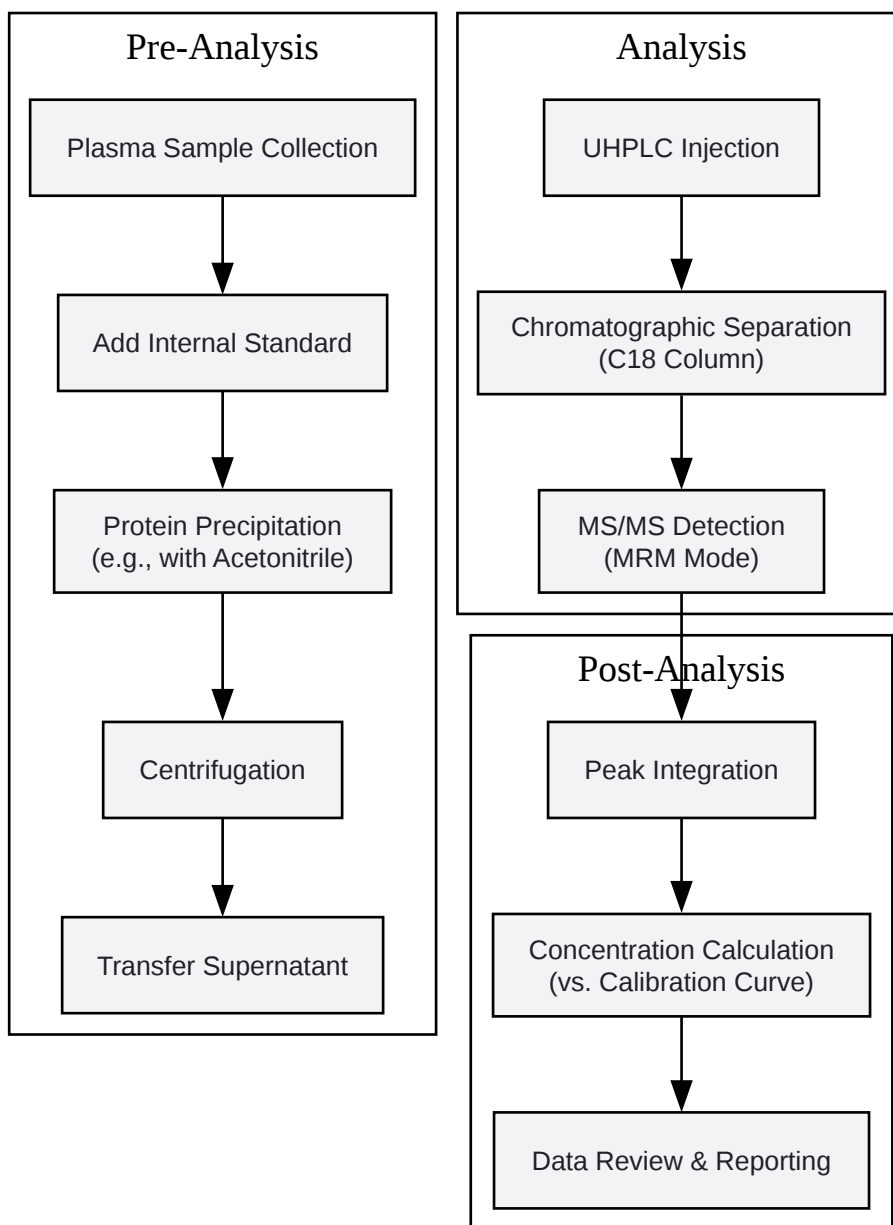 Pre-Analysis
Plasma Sample Collection
Add Internal Standard
Protein Precipitation
(e.g., with Acetonitrile)
Centrifugation
Transfer Supernatant
Analysis
UHPLC Injection
Chromatographic Separation
(C18 Column)
MS/MS Detection
(MRM Mode)
Post-Analysis
Peak Integration
Concentration Calculation
(vs. Calibration Curve)
Data Review & Reporting